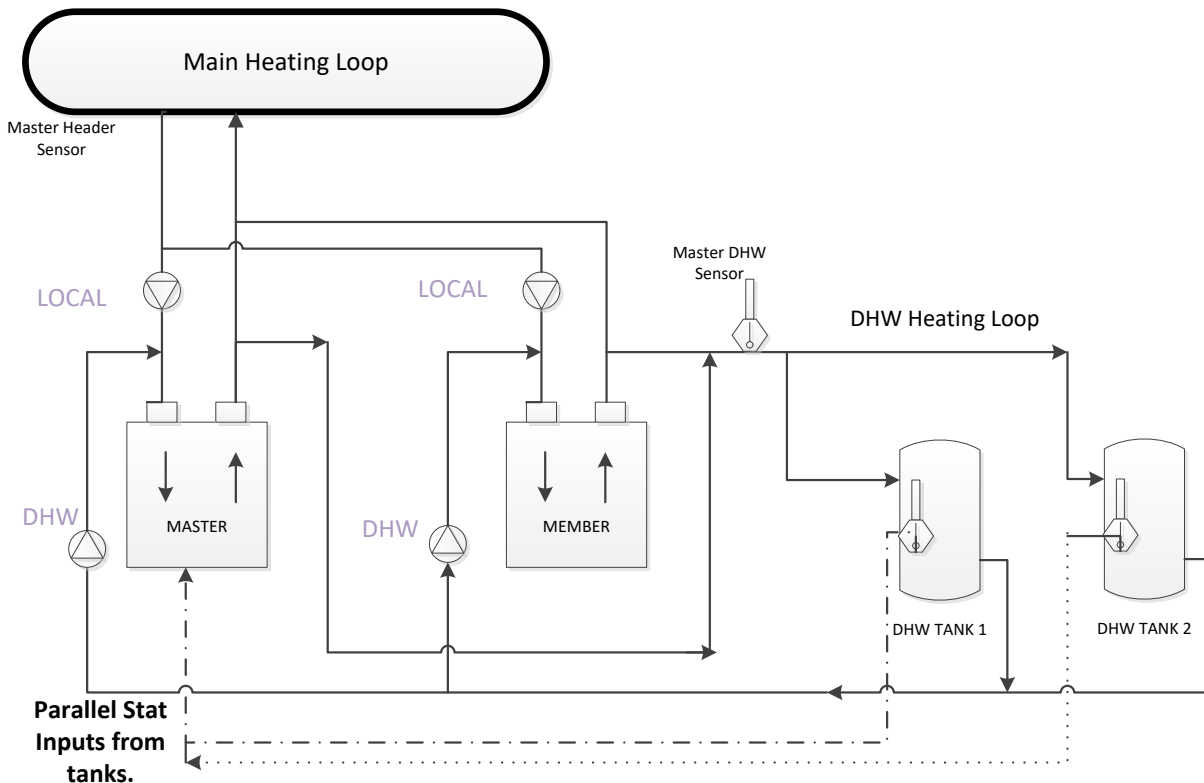 Main Heating Loop
Master Header
Sensor
Master DHW
Sensor
LOCAL
LOCAL
DHW Heating Loop
DHW
MASTER
DHW
MEMBER
DHW TANK 1
DHW TANK 2
Parallel Stat
Inputs from
tanks.